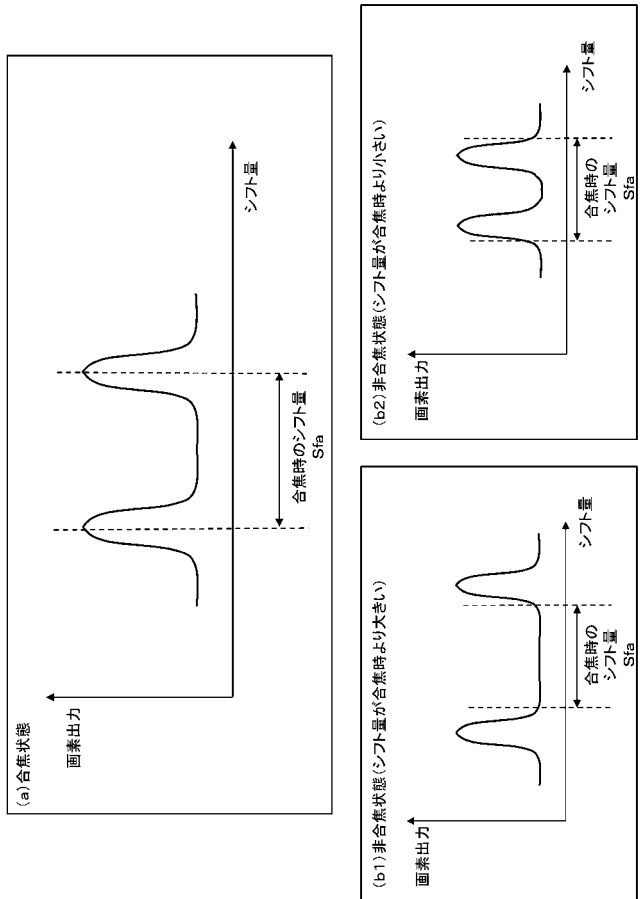 (a)合焦状態
画素出力
シフト量
合焦時のシフト量
Sfa
(b1)非合焦状態(シフト量が合焦時より大きい)
画素出力
シフト量
合焦時の
シフト量
Sfa
(b2)非合焦状態(シフト量が合焦時より小さい)
画素出力
シフト量
合焦時の
シフト量
Sfa